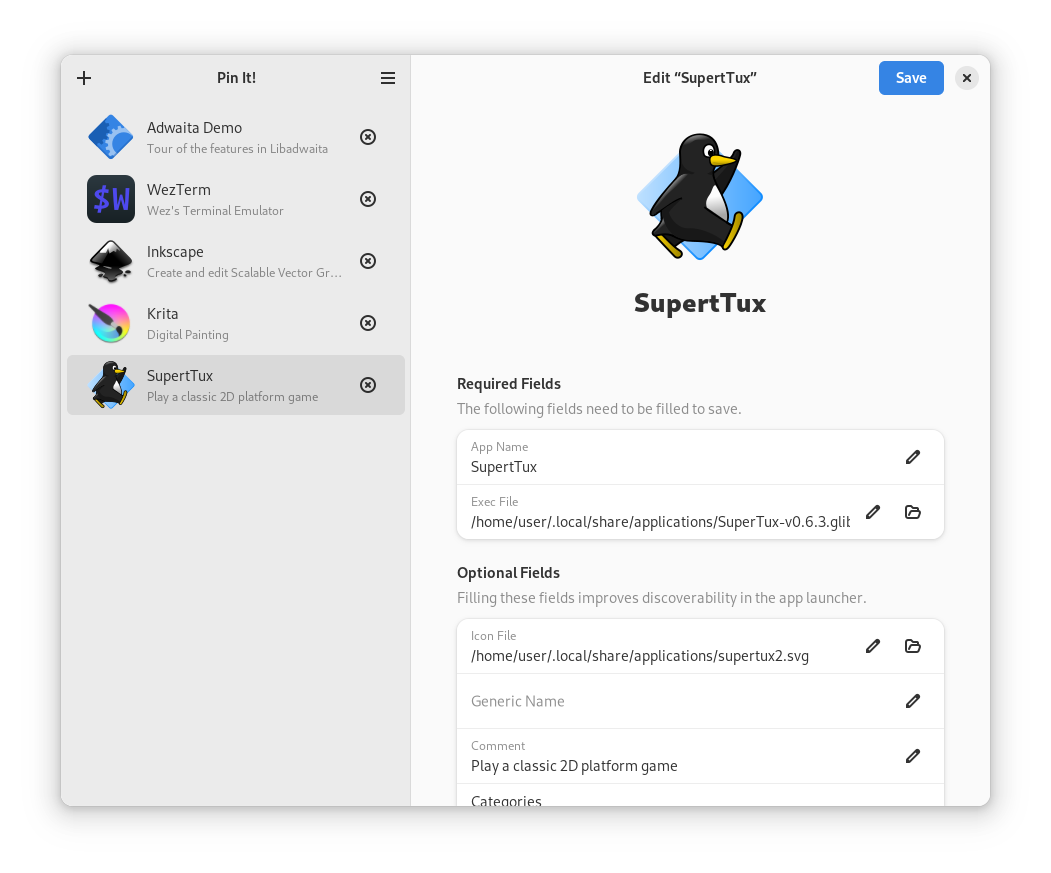 Pin It!
Adwaita Demo
Tour of the features in Libadwaita
$W
WezTerm
Wez's Terminal Emulator
Inkscape
Create and edit Scalable Vector Gr...
Krita
Digital Painting
SupertTux
Play a classic 2D platform game
Edit “SupertTux”
Save
SupertTux
Required Fields
The following fields need to be filled to save.
App Name
SupertTux
Exec File
/home/user/.local/share/applications/SuperTux-v0.6.3.glib
Optional Fields
Filling these fields improves discoverability in the app launcher.
Icon File
/home/user/.local/share/applications/supertux2.svg
Generic Name
Comment
Play a classic 2D platform game
Categories